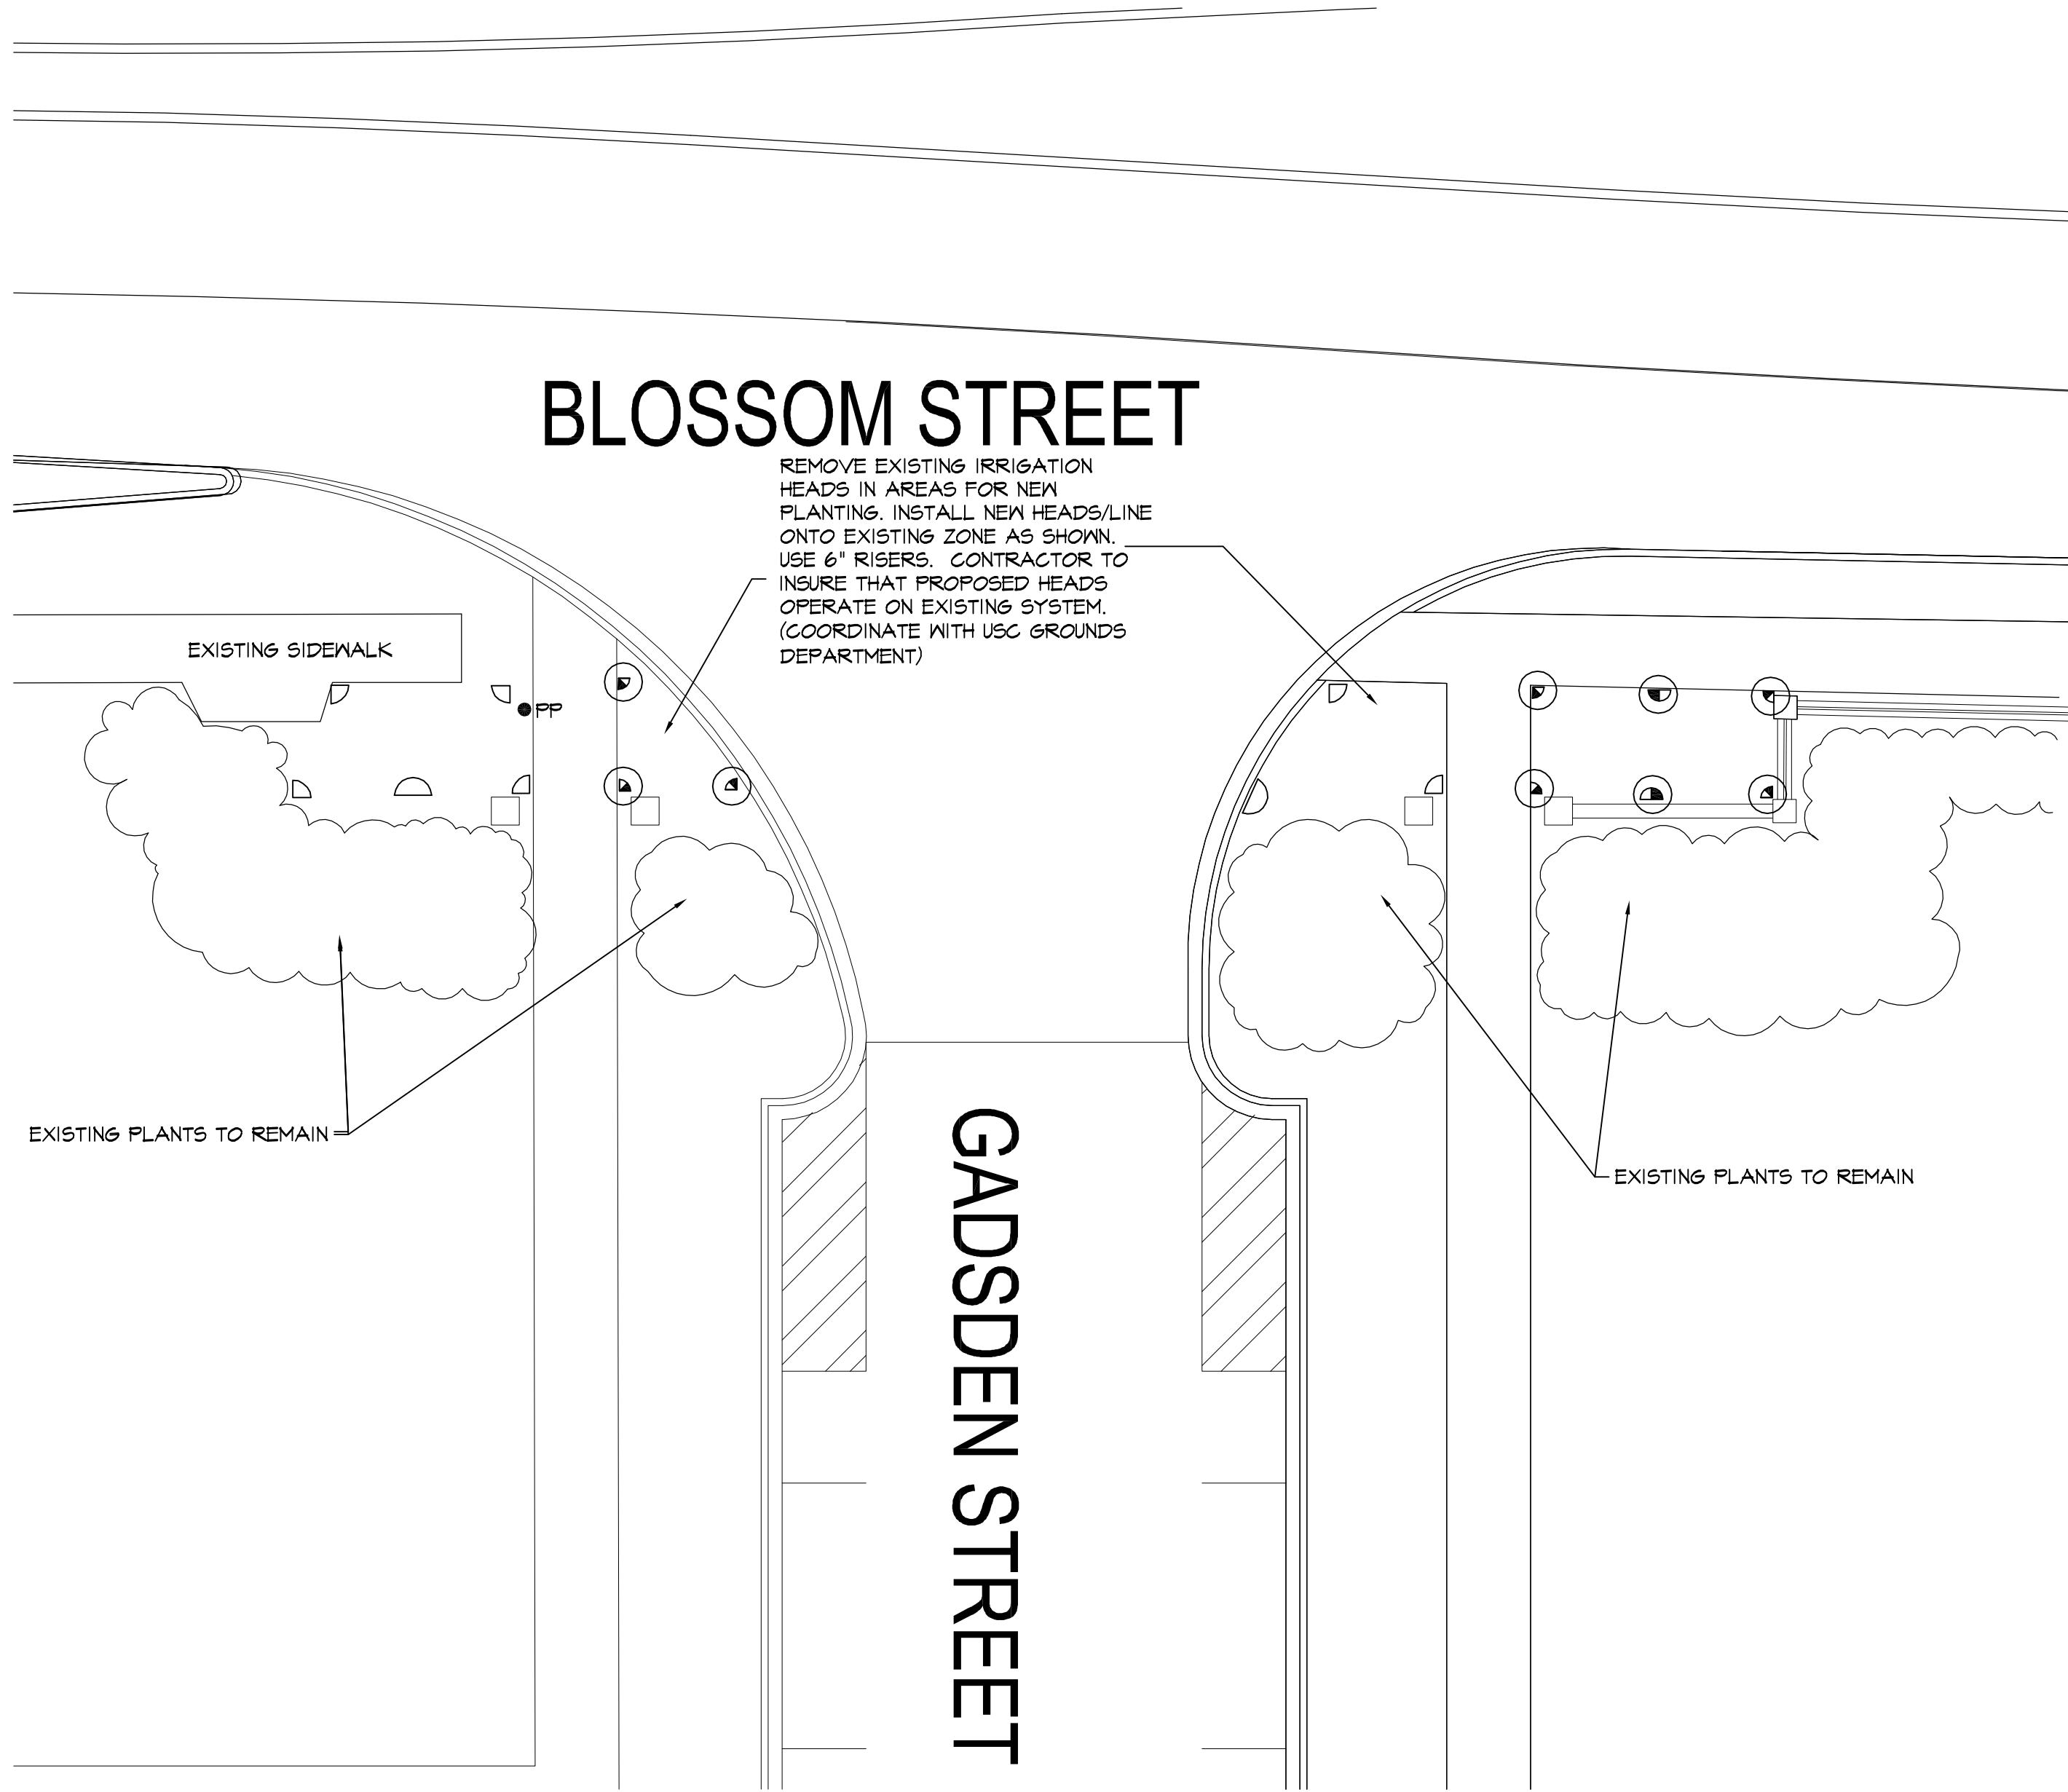 BLOSSOM STREET
REMOVE EXISTING IRRIGATION
HEADS IN AREAS FOR NEW
PLANTING. INSTALL NEW HEADS/LINE
ONTO EXISTING ZONE AS SHOWN.
USE 6" RISERS.  CONTRACTOR TO
INSURE THAT PROPOSED HEADS
OPERATE ON EXISTING SYSTEM.
(COORDINATE WITH USC GROUNDS
DEPARTMENT)
EXISTING SIDEWALK
PP
EXISTING PLANTS TO REMAIN
EXISTING PLANTS TO REMAIN
GADSDEN STREET